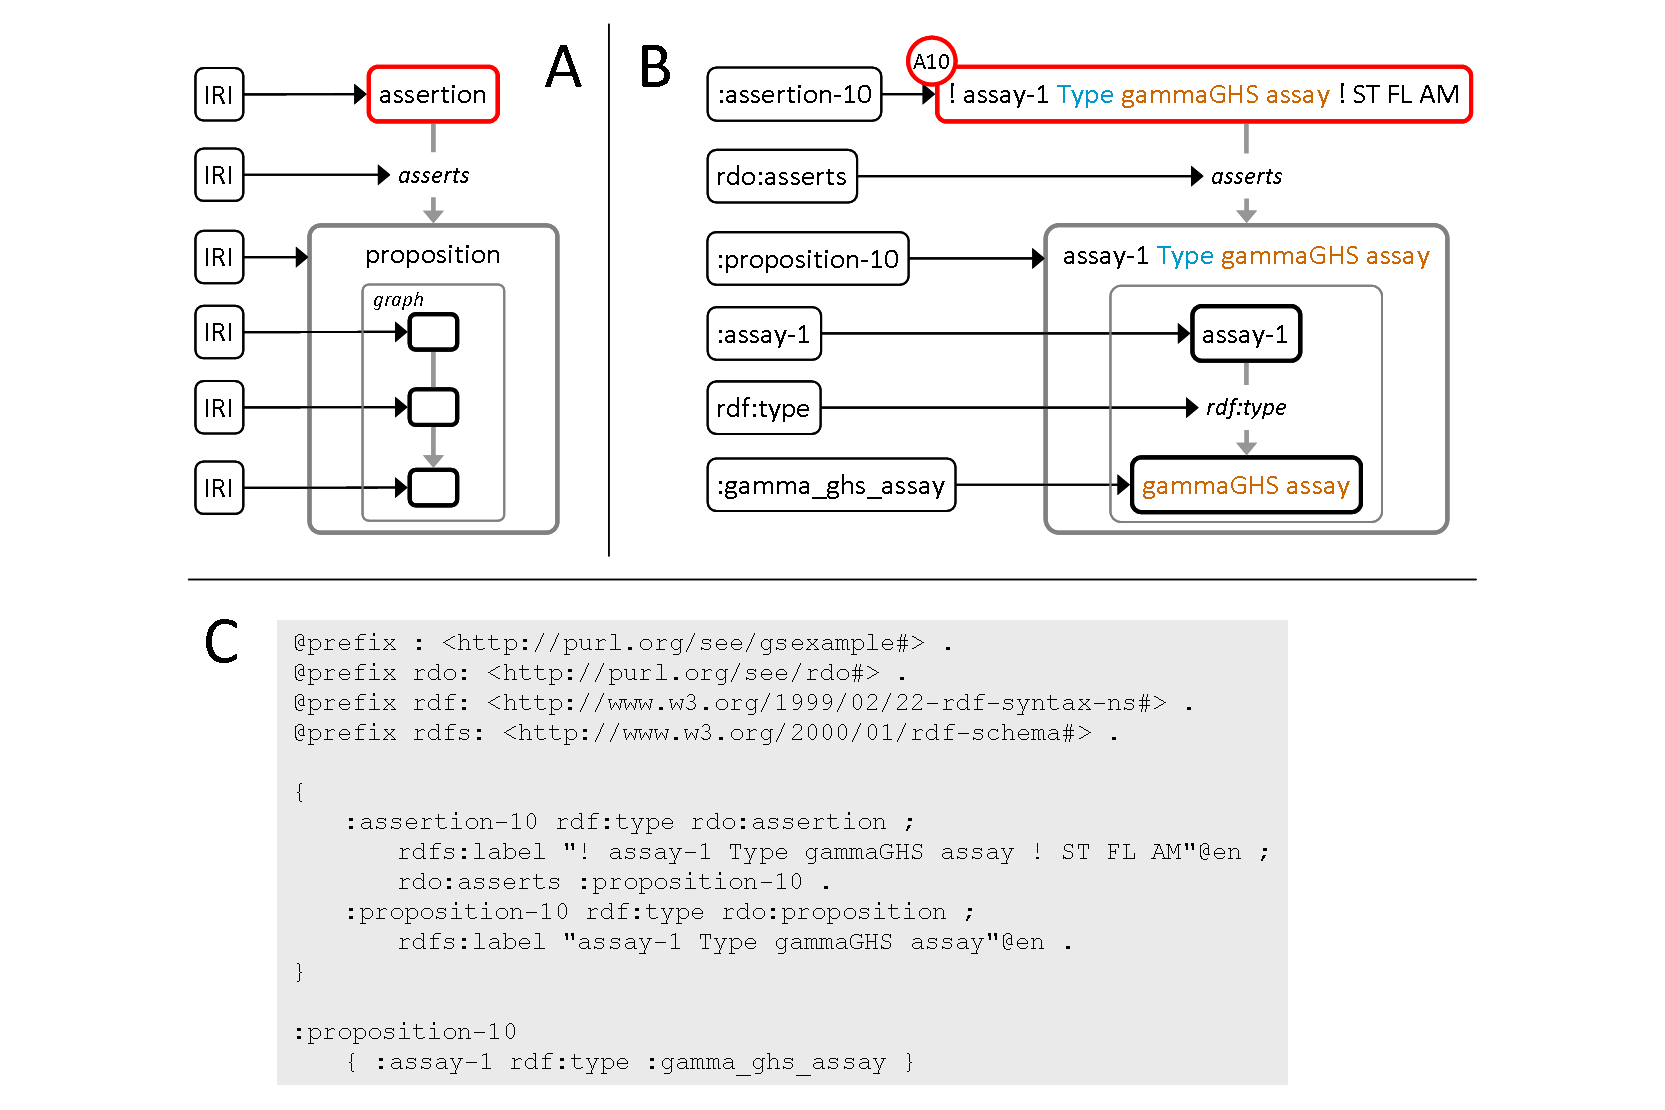 A
IRI
assertion
IRI
asserts
IRI
proposition
graph
IRI
IRI
IRI
B
A10
:assertion-10
! assay-1 Type gammaGHS assay ! ST FL AM
rdo:asserts
asserts
:proposition-10
assay-1 Type gammaGHS assay
:assay-1
assay-1
rdf:type
rdf:type
:gamma_ghs_assay
gammaGHS assay
C
@prefix : <http://purl.org/see/gsexample#> .
@prefix rdo: <http://purl.org/see/rdo#> .
@prefix rdf: <http://www.w3.org/1999/02/22-rdf-syntax-ns#> .
@prefix rdfs: <http://www.w3.org/2000/01/rdf-schema#> .
{
:assertion-10 rdf:type rdo:assertion ;
rdfs:label "! assay-1 Type gammaGHS assay ! ST FL AM"@en ;
rdo:asserts :proposition-10 .
:proposition-10 rdf:type rdo:proposition ;
rdfs:label "assay-1 Type gammaGHS assay"@en .
}
:proposition-10
{ :assay-1 rdf:type :gamma_ghs_assay }